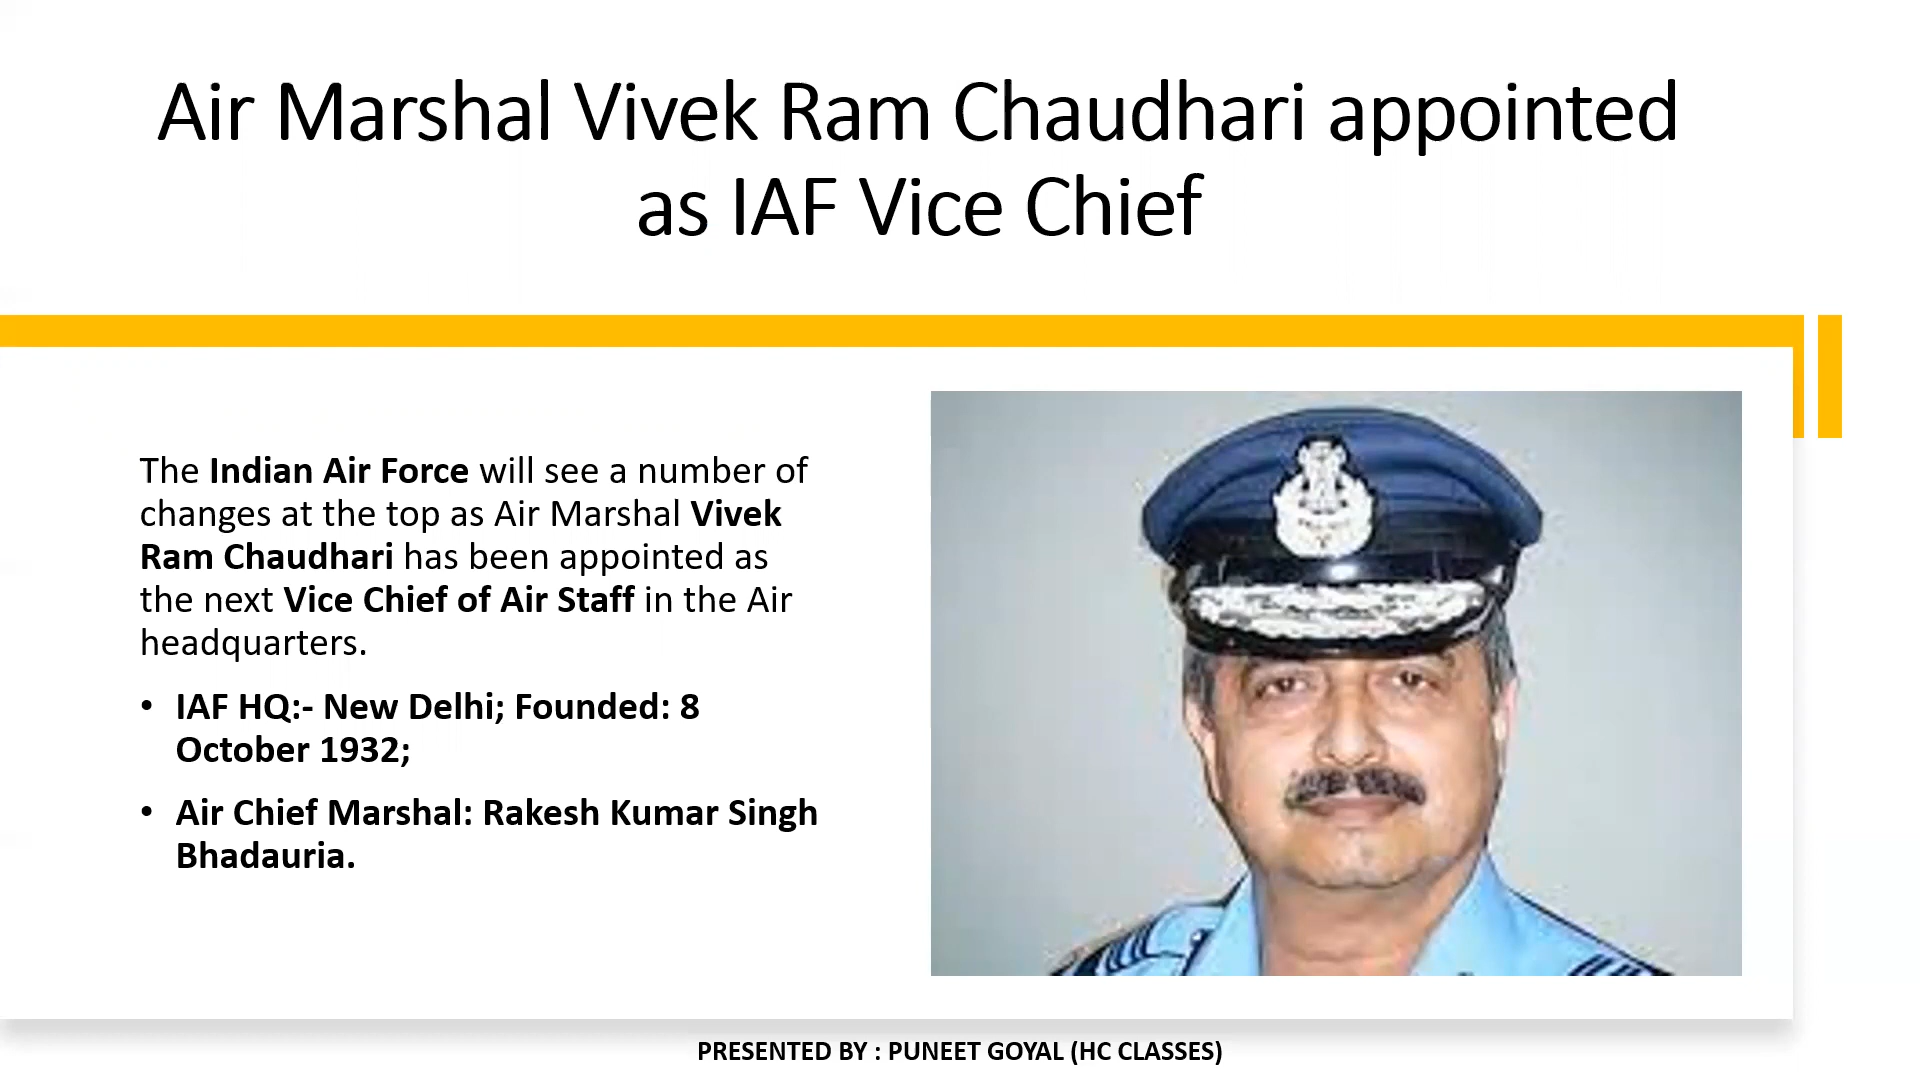 Air Marshal Vivek Ram Chaudhari appointed
as IAF Vice Chief
The Indian Air Force will see a number of
changes at the top as Air Marshal Vivek
Ram Chaudhari has been appointed as
the next Vice Chief of Air Staff in the Air
headquarters.
• IAF HQ:- New Delhi; Founded: 8
October 1932;
• Air Chief Marshal: Rakesh Kumar Singh
Bhadauria.
PRESENTED BY : PUNEET GOYAL (HC CLASSES)